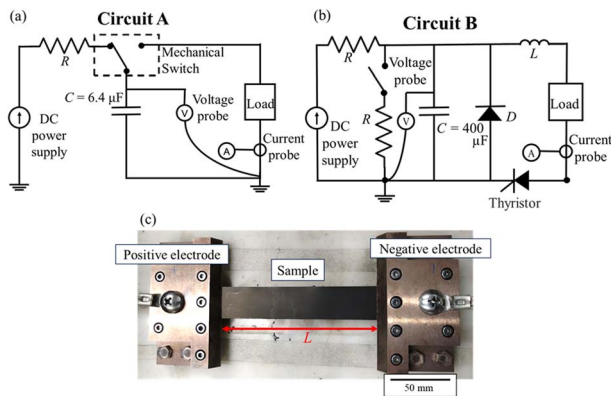 (a)
Circuit A
R
Mechanical
Switch
C = 6.4 μF
Voltage
probe
V
Load
DC
power
supply
A
Current
probe
(b)
Circuit B
R
Voltage
probe
L
R
V
C = 400
μF
D
Load
DC
power
supply
A
Current
probe
Thyristor
(c)
Positive electrode
Sample
Negative electrode
L
50 mm